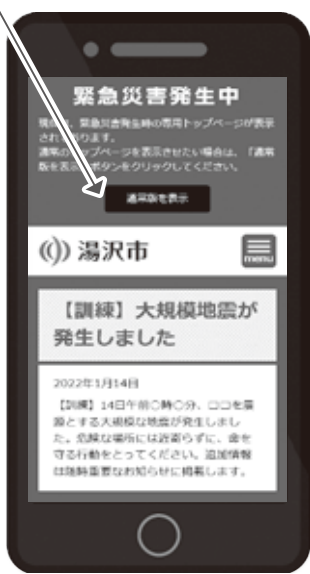 緊急災害発生中
現在は、緊急災害発生時の専用トップページが表示
されております。
通常のトップページを表示させたい場合は、「通常
版を表示」ボタンをクリックしてください。
通常版を表示
湯沢市
menu
【訓練】大規模地震が
発生しました
2022年1月14日
【訓練】14日午前〇時〇分、□□を震
源とする大規模な地震が発生しまし
た。危険な場所には近寄らずに、命を
守る行動をとってください。追加情報
は随時重要なお知らせに掲載します。